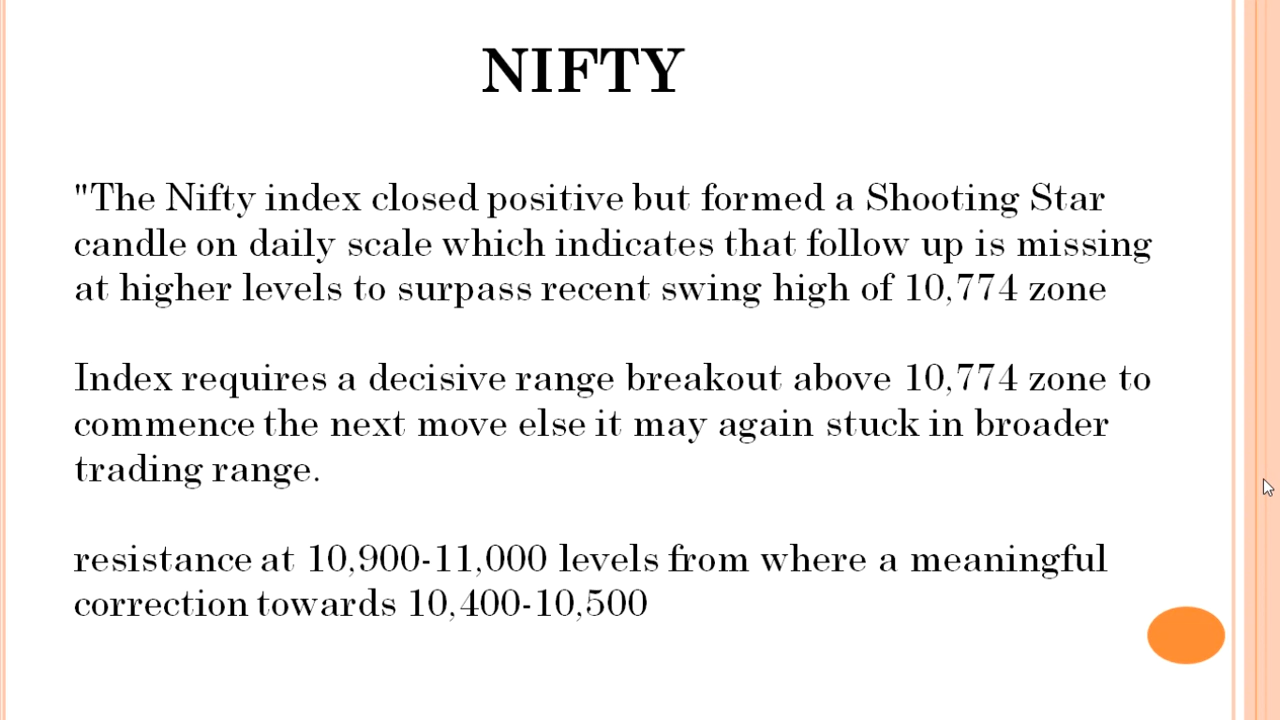 NIFTY
"The Nifty index closed positive but formed a Shooting Star
candle on daily scale which indicates that follow up is missing
at higher levels to surpass recent swing high of 10,774 zone
Index requires a decisive range breakout above 10,774 zone to
commence the next move else it may again stuck in broader
trading range.
resistance at 10,900-11,000 levels from where a meaningful
correction towards 10,400-10,500